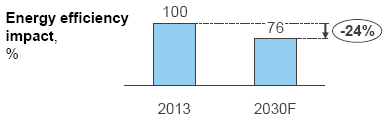 Energy efficiency
impact,
%
100
76
-24%
2013
2030F